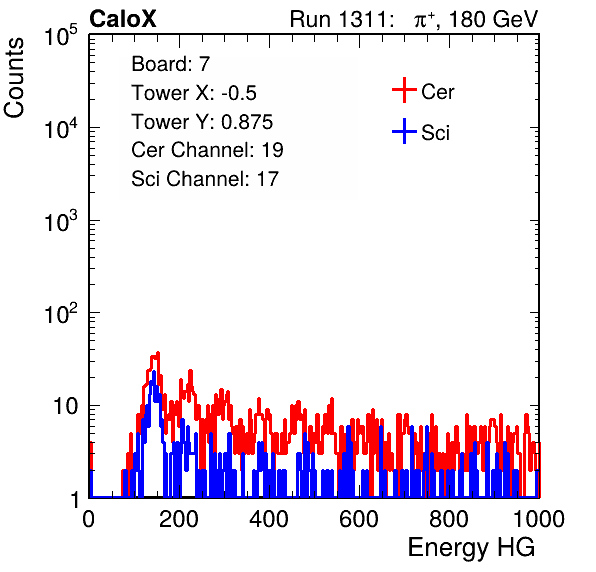 CaloX Run 1311: π⁺, 180 GeV
Counts
10⁵
10⁴
10³
10²
10
1
Board: 7
Tower X: -0.5
Tower Y: 0.875
Cer Channel: 19
Sci Channel: 17
Cer
Sci
0 200 400 600 800 1000
Energy HG